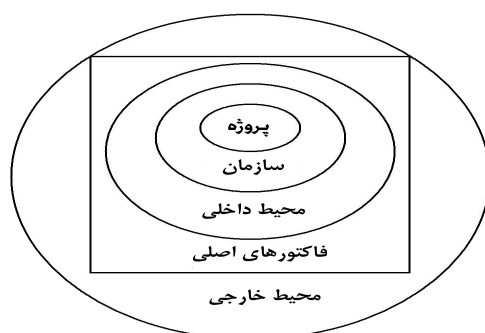 پروژه
سازمان
محیط داخلی
فاکتورهای اصلی
محیط خارجی